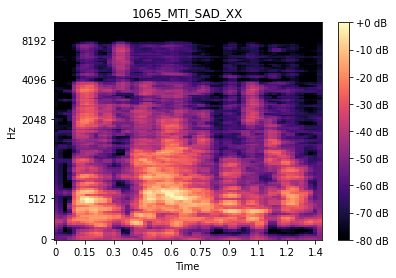 1065_MTI_SAD_XX
Hz
8192
4096
2048
1024
512
0
0 0.15 0.3 0.45 0.6 0.75 0.9 1.1 1.2 1.4
Time
+0 dB
-10 dB
-20 dB
-30 dB
-40 dB
-50 dB
-60 dB
-70 dB
-80 dB